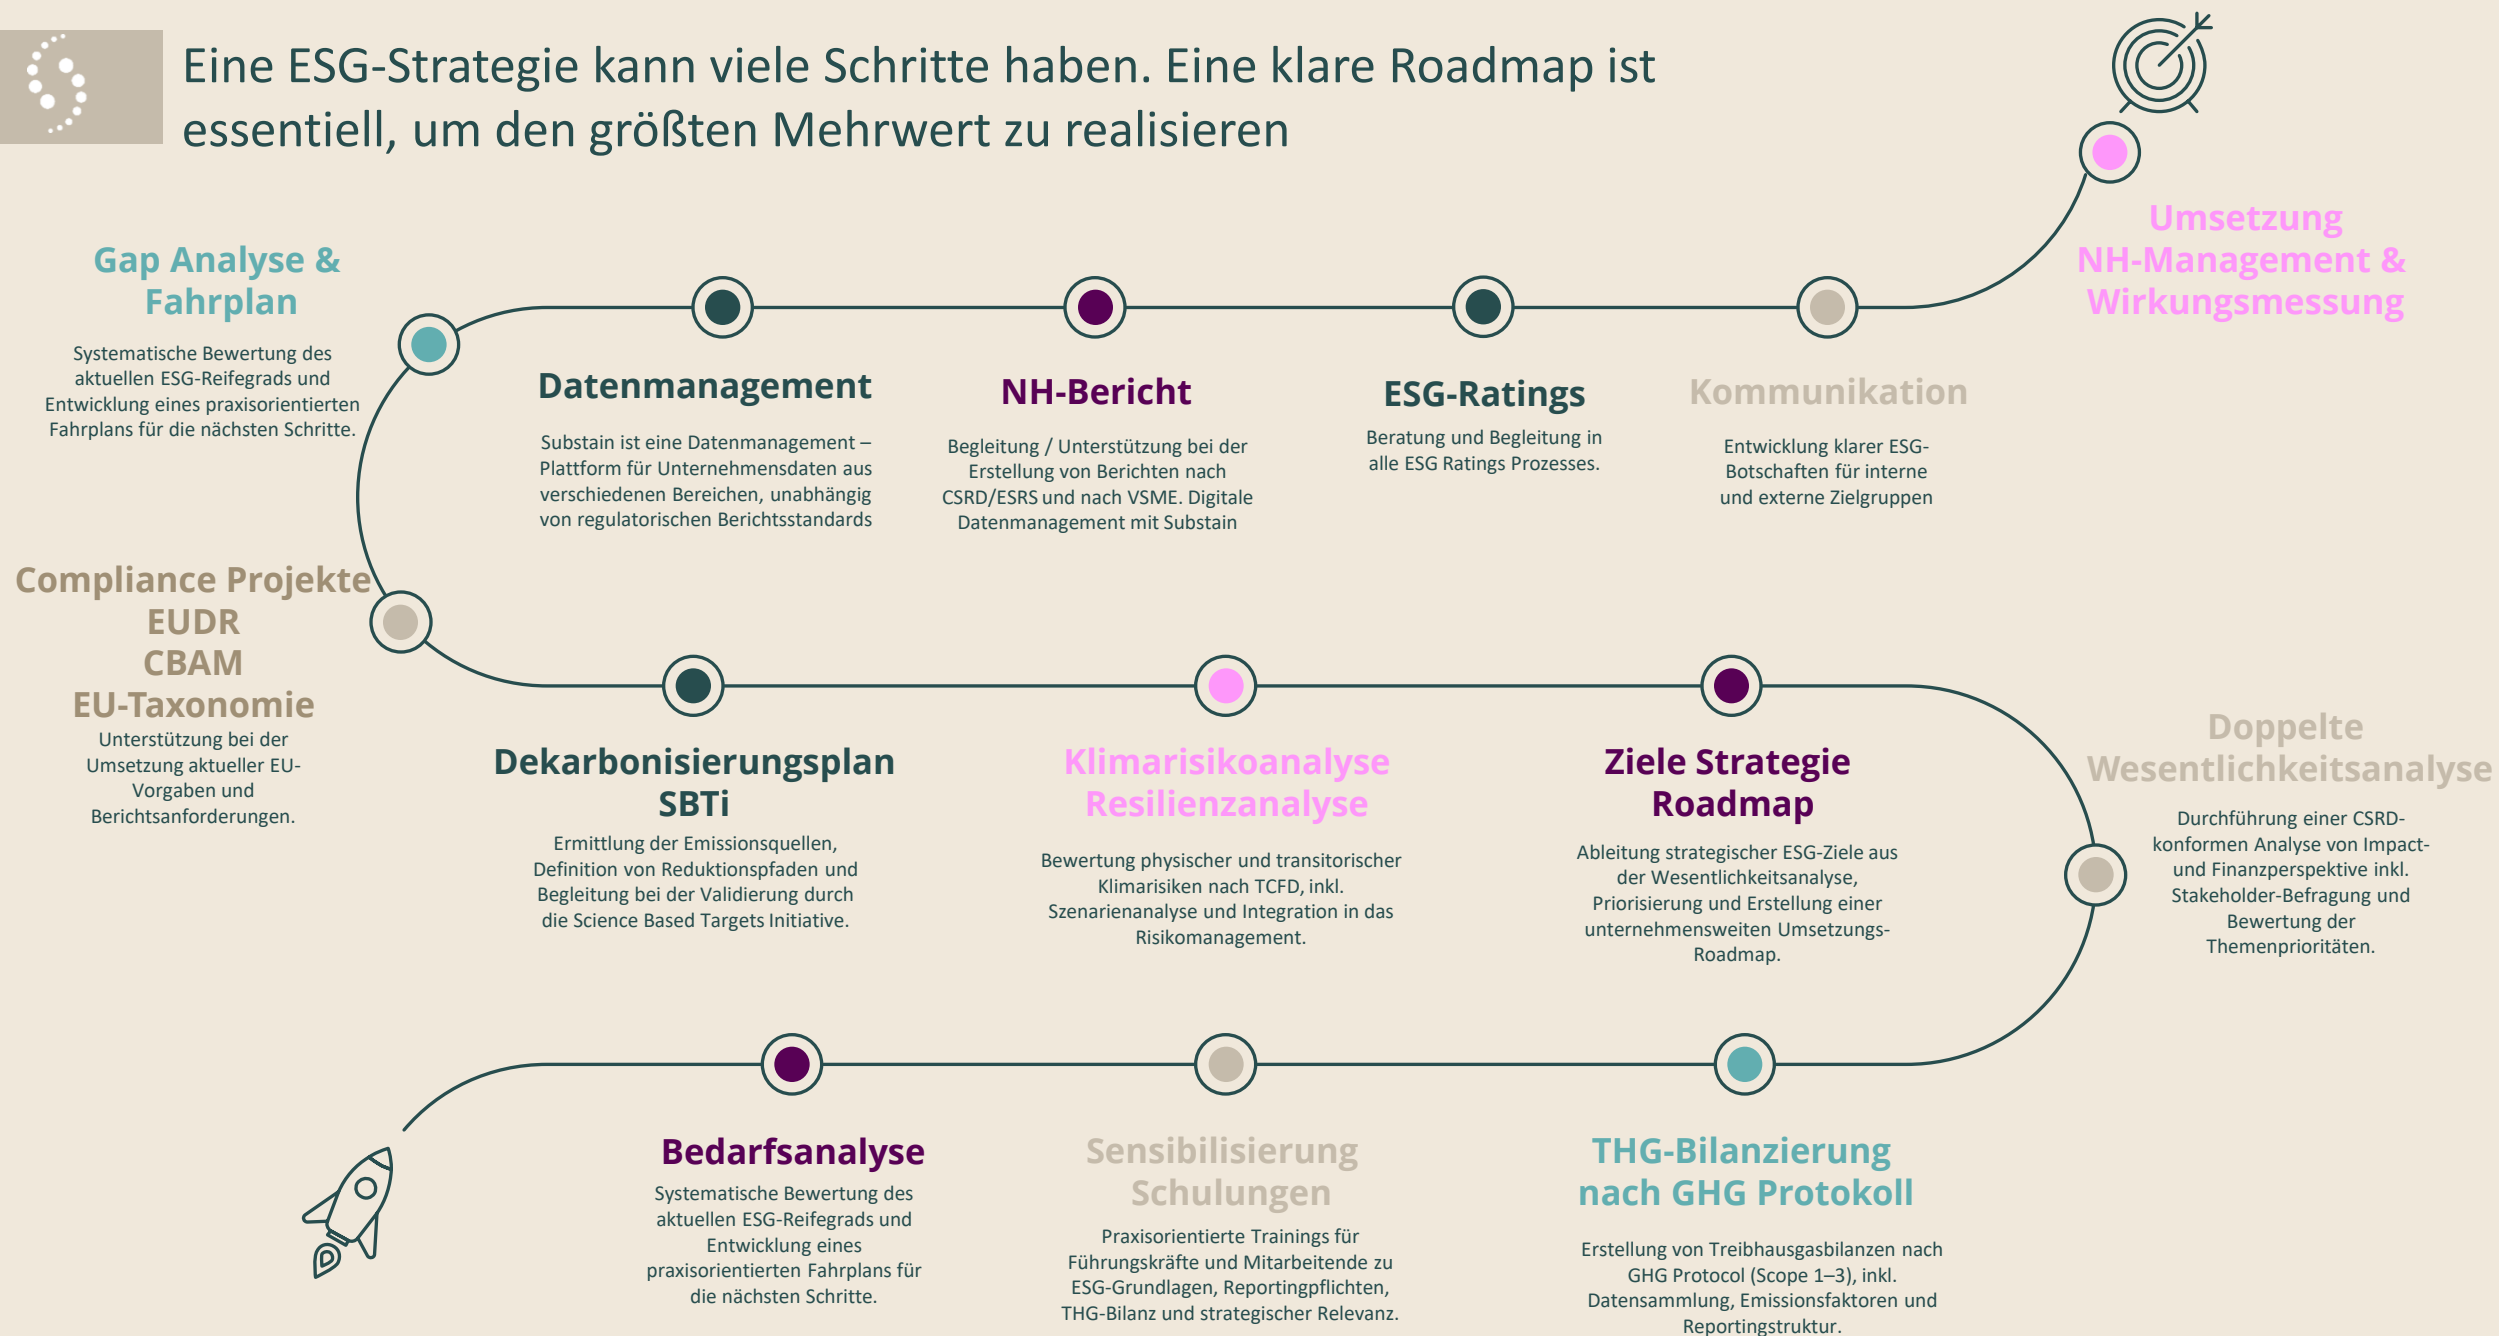 Eine ESG-Strategie kann viele Schritte haben. Eine klare Roadmap ist
essentiell, um den größten Mehrwert zu realisieren
Umsetzung
NH-Management &
Wirkungsmessung
Gap Analyse &
Fahrplan
Systematische Bewertung des
aktuellen ESG-Reifegrads und
Entwicklung eines praxisorientierten
Fahrplans für die nächsten Schritte.
Datenmanagement
Substain ist eine Datenmanagement –
Plattform für Unternehmensdaten aus
verschiedenen Bereichen, unabhängig
von regulatorischen Berichtsstandards
NH-Bericht
Begleitung / Unterstützung bei der
Erstellung von Berichten nach
CSRD/ESRS und nach VSME. Digitale
Datenmanagement mit Substain
ESG-Ratings
Beratung und Begleitung in
alle ESG Ratings Prozesses.
Kommunikation
Entwicklung klarer ESG-
Botschaften für interne
und externe Zielgruppen
Compliance Projekte
EUDR
CBAM
EU-Taxonomie
Unterstützung bei der
Umsetzung aktueller EU-
Vorgaben und
Berichtsanforderungen.
Dekarbonisierungsplan
SBTi
Ermittlung der Emissionsquellen,
Definition von Reduktionspfaden und
Begleitung bei der Validierung durch
die Science Based Targets Initiative.
Klimarisikoanalyse
Resilienzanalyse
Bewertung physischer und transitorischer
Klimarisiken nach TCFD, inkl.
Szenarienanalyse und Integration in das
Risikomanagement.
Ziele Strategie
Roadmap
Ableitung strategischer ESG-Ziele aus
der Wesentlichkeitsanalyse,
Priorisierung und Erstellung einer
unternehmensweiten Umsetzungs-
Roadmap.
Doppelte
Wesentlichkeitsanalyse
Durchführung einer CSRD-
konformen Analyse von Impact-
und Finanzperspektive inkl.
Stakeholder-Befragung und
Bewertung der
Themenprioritäten.
Bedarfsanalyse
Systematische Bewertung des
aktuellen ESG-Reifegrads und
Entwicklung eines
praxisorientierten Fahrplans für
die nächsten Schritte.
Sensibilisierung
Schulungen
Praxisorientierte Trainings für
Führungskräfte und Mitarbeitende zu
ESG-Grundlagen, Reportingpflichten,
THG-Bilanz und strategischer Relevanz.
THG-Bilanzierung
nach GHG Protokoll
Erstellung von Treibhausgasbilanzen nach
GHG Protocol (Scope 1–3), inkl.
Datensammlung, Emissionsfaktoren und
Reportingstruktur.